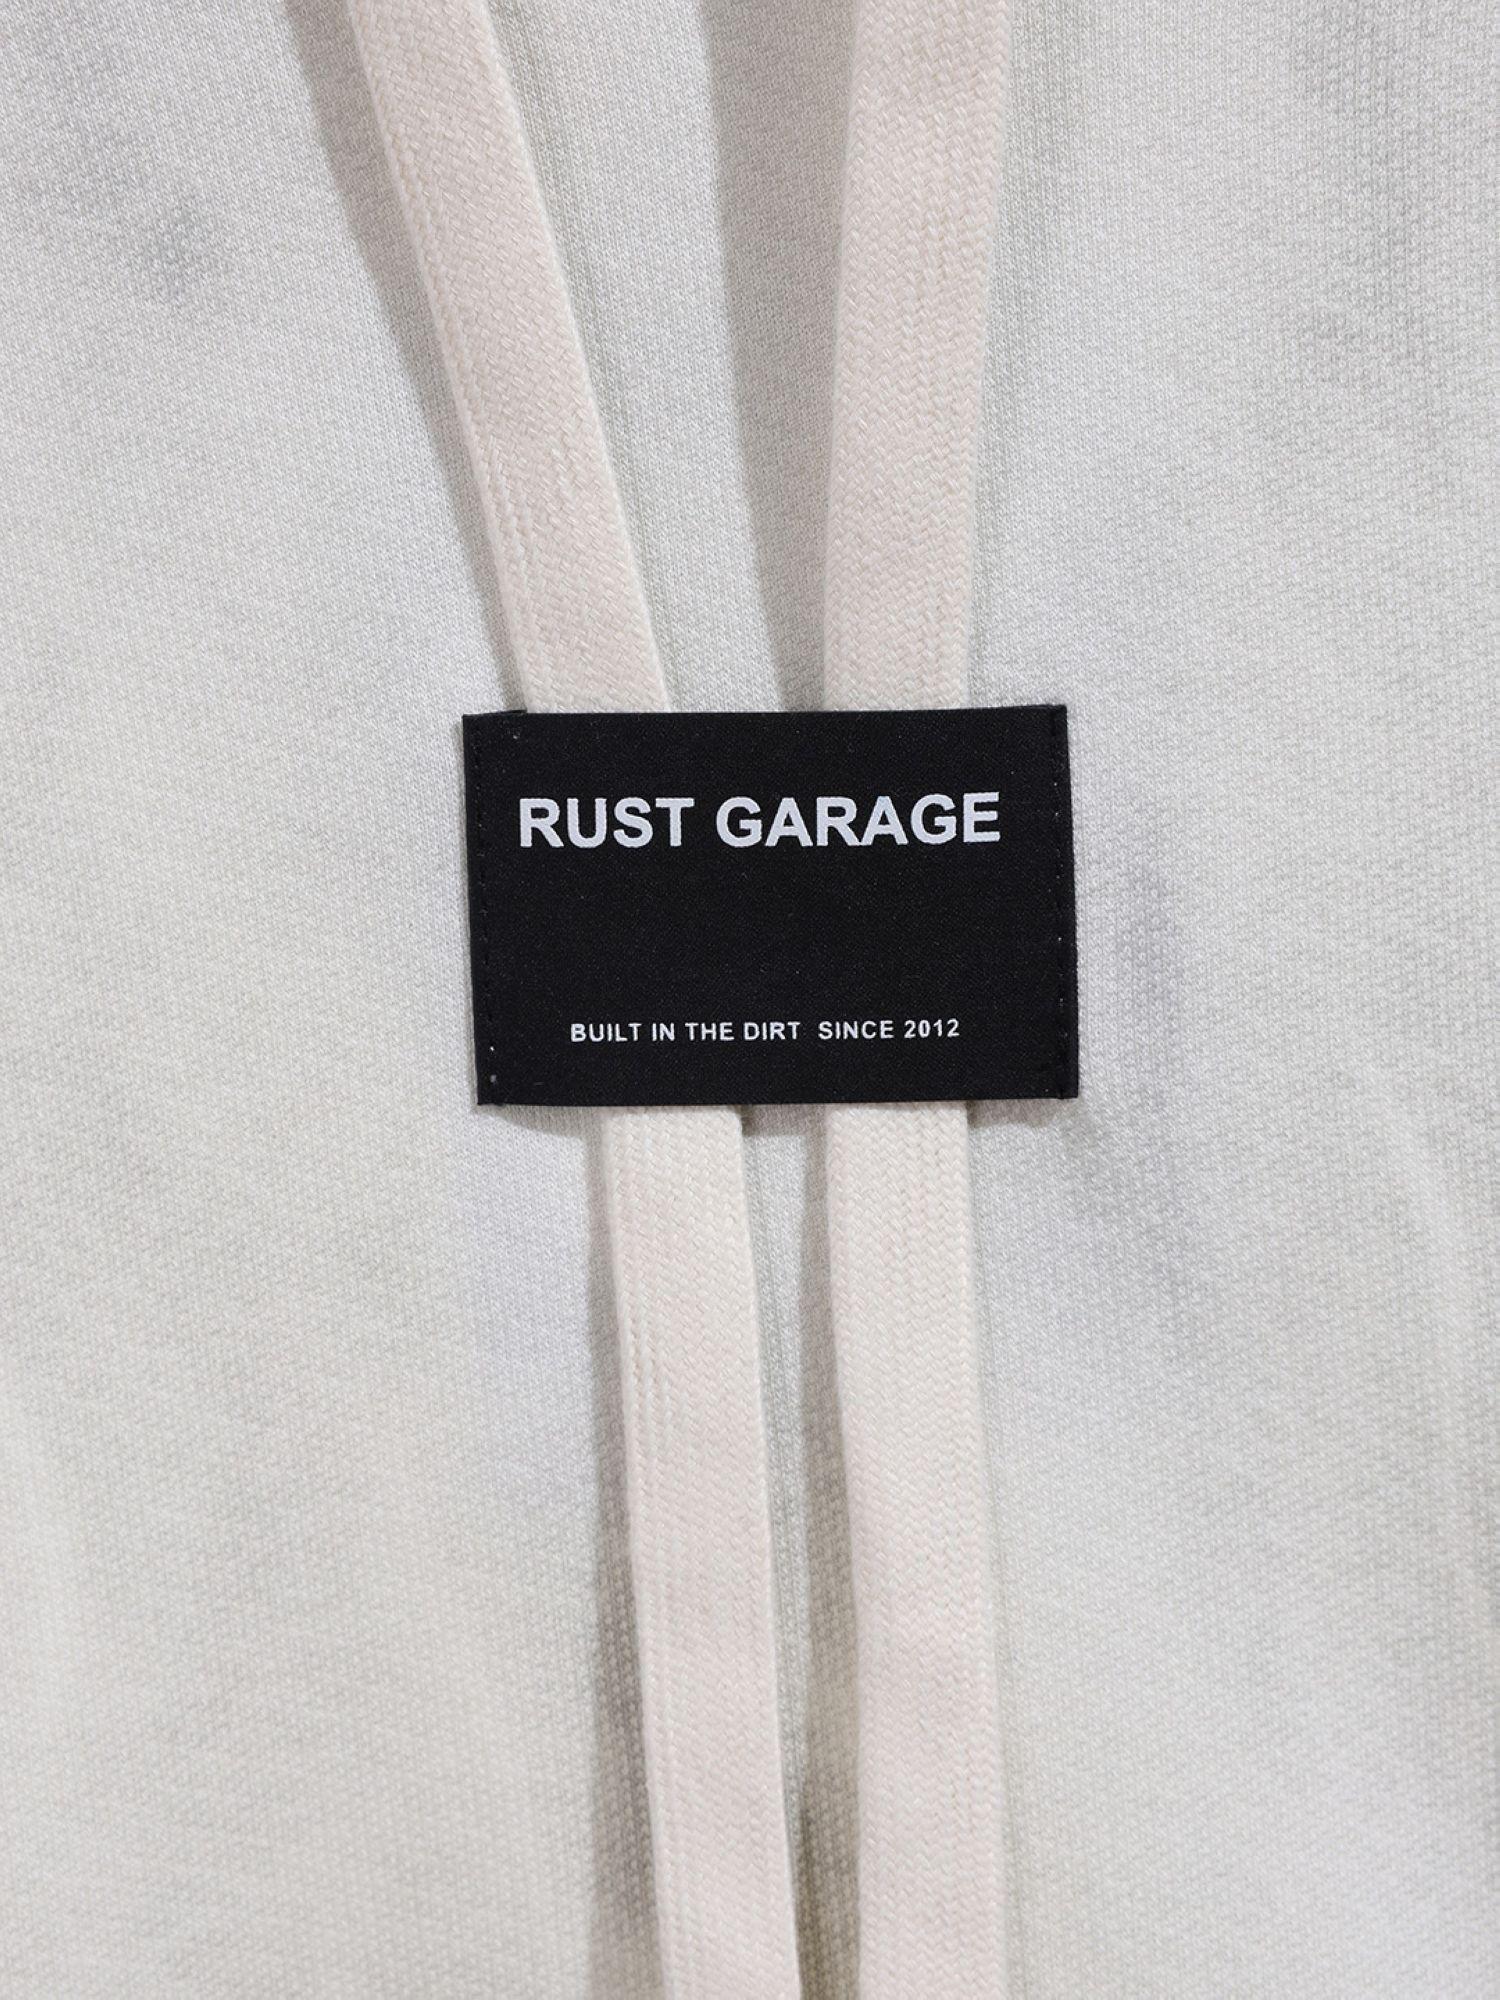 RUST GARAGE
BUILT IN THE DIRT SINCE 2012